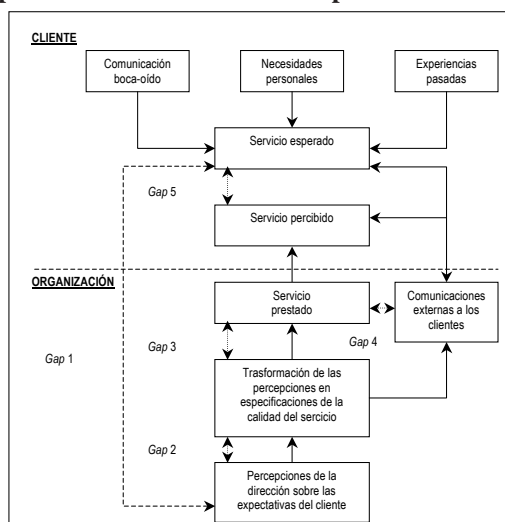 CLIENTE
Comunicación
boca-oído
Necesidades
personales
Experiencias
pasadas
Servicio esperado
Gap 5
Servicio percibido
ORGANIZACIÓN
Servicio
prestado
Comunicaciones
externas a los
clientes
Gap 1
Gap 3
Gap 4
Trasformación de las
percepciones en
especificaciones de la
calidad del sercicio
Gap 2
Percepciones de la
dirección sobre las
expectativas del cliente